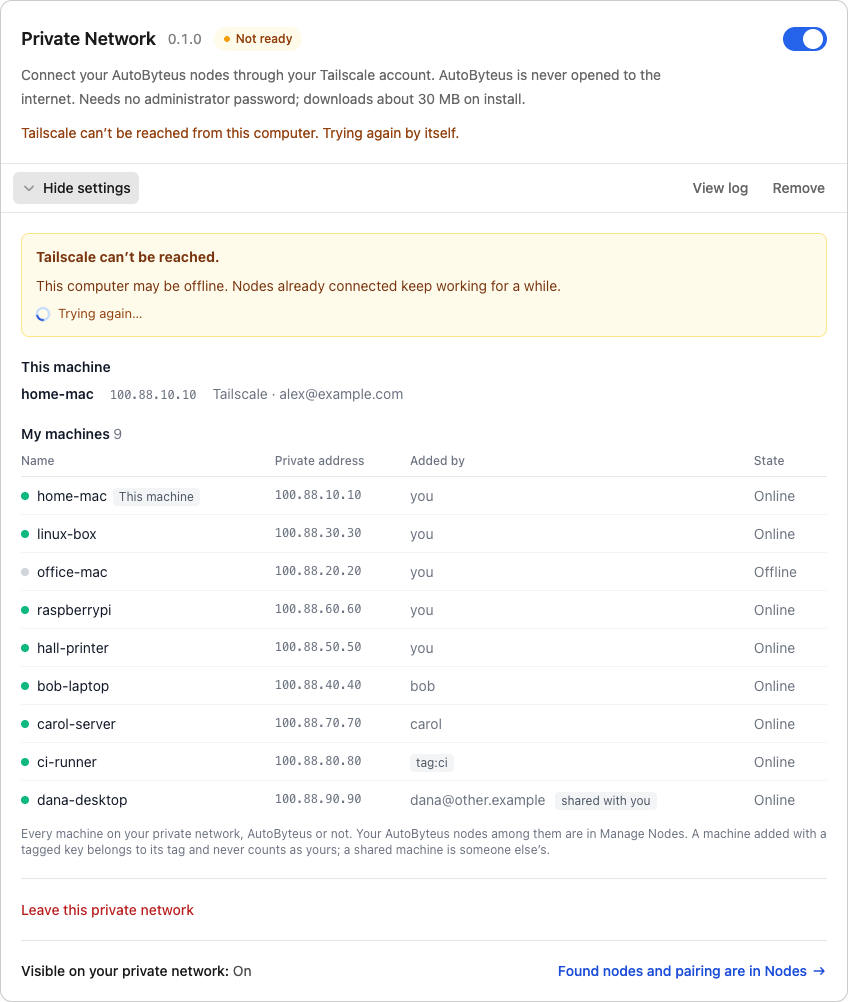 Private Network 0.1.0 Not ready
Connect your AutoByteus nodes through your Tailscale account. AutoByteus is never opened to the
internet. Needs no administrator password; downloads about 30 MB on install.
Tailscale can’t be reached from this computer. Trying again by itself.
Hide settings View log Remove
Tailscale can’t be reached.
This computer may be offline. Nodes already connected keep working for a while.
Trying again…
This machine
home-mac 100.88.10.10 Tailscale · alex@example.com
My machines 9
Name Private address Added by State
home-mac This machine 100.88.10.10 you Online
linux-box 100.88.30.30 you Online
office-mac 100.88.20.20 you Offline
raspberrypi 100.88.60.60 you Online
hall-printer 100.88.50.50 you Online
bob-laptop 100.88.40.40 bob Online
carol-server 100.88.70.70 carol Online
ci-runner 100.88.80.80 tag:ci Online
dana-desktop 100.88.90.90 dana@other.example shared with you Online
Every machine on your private network, AutoByteus or not. Your AutoByteus nodes among them are in Manage Nodes. A machine added with a
tagged key belongs to its tag and never counts as yours; a shared machine is someone else’s.
Leave this private network
Visible on your private network: On Found nodes and pairing are in Nodes →